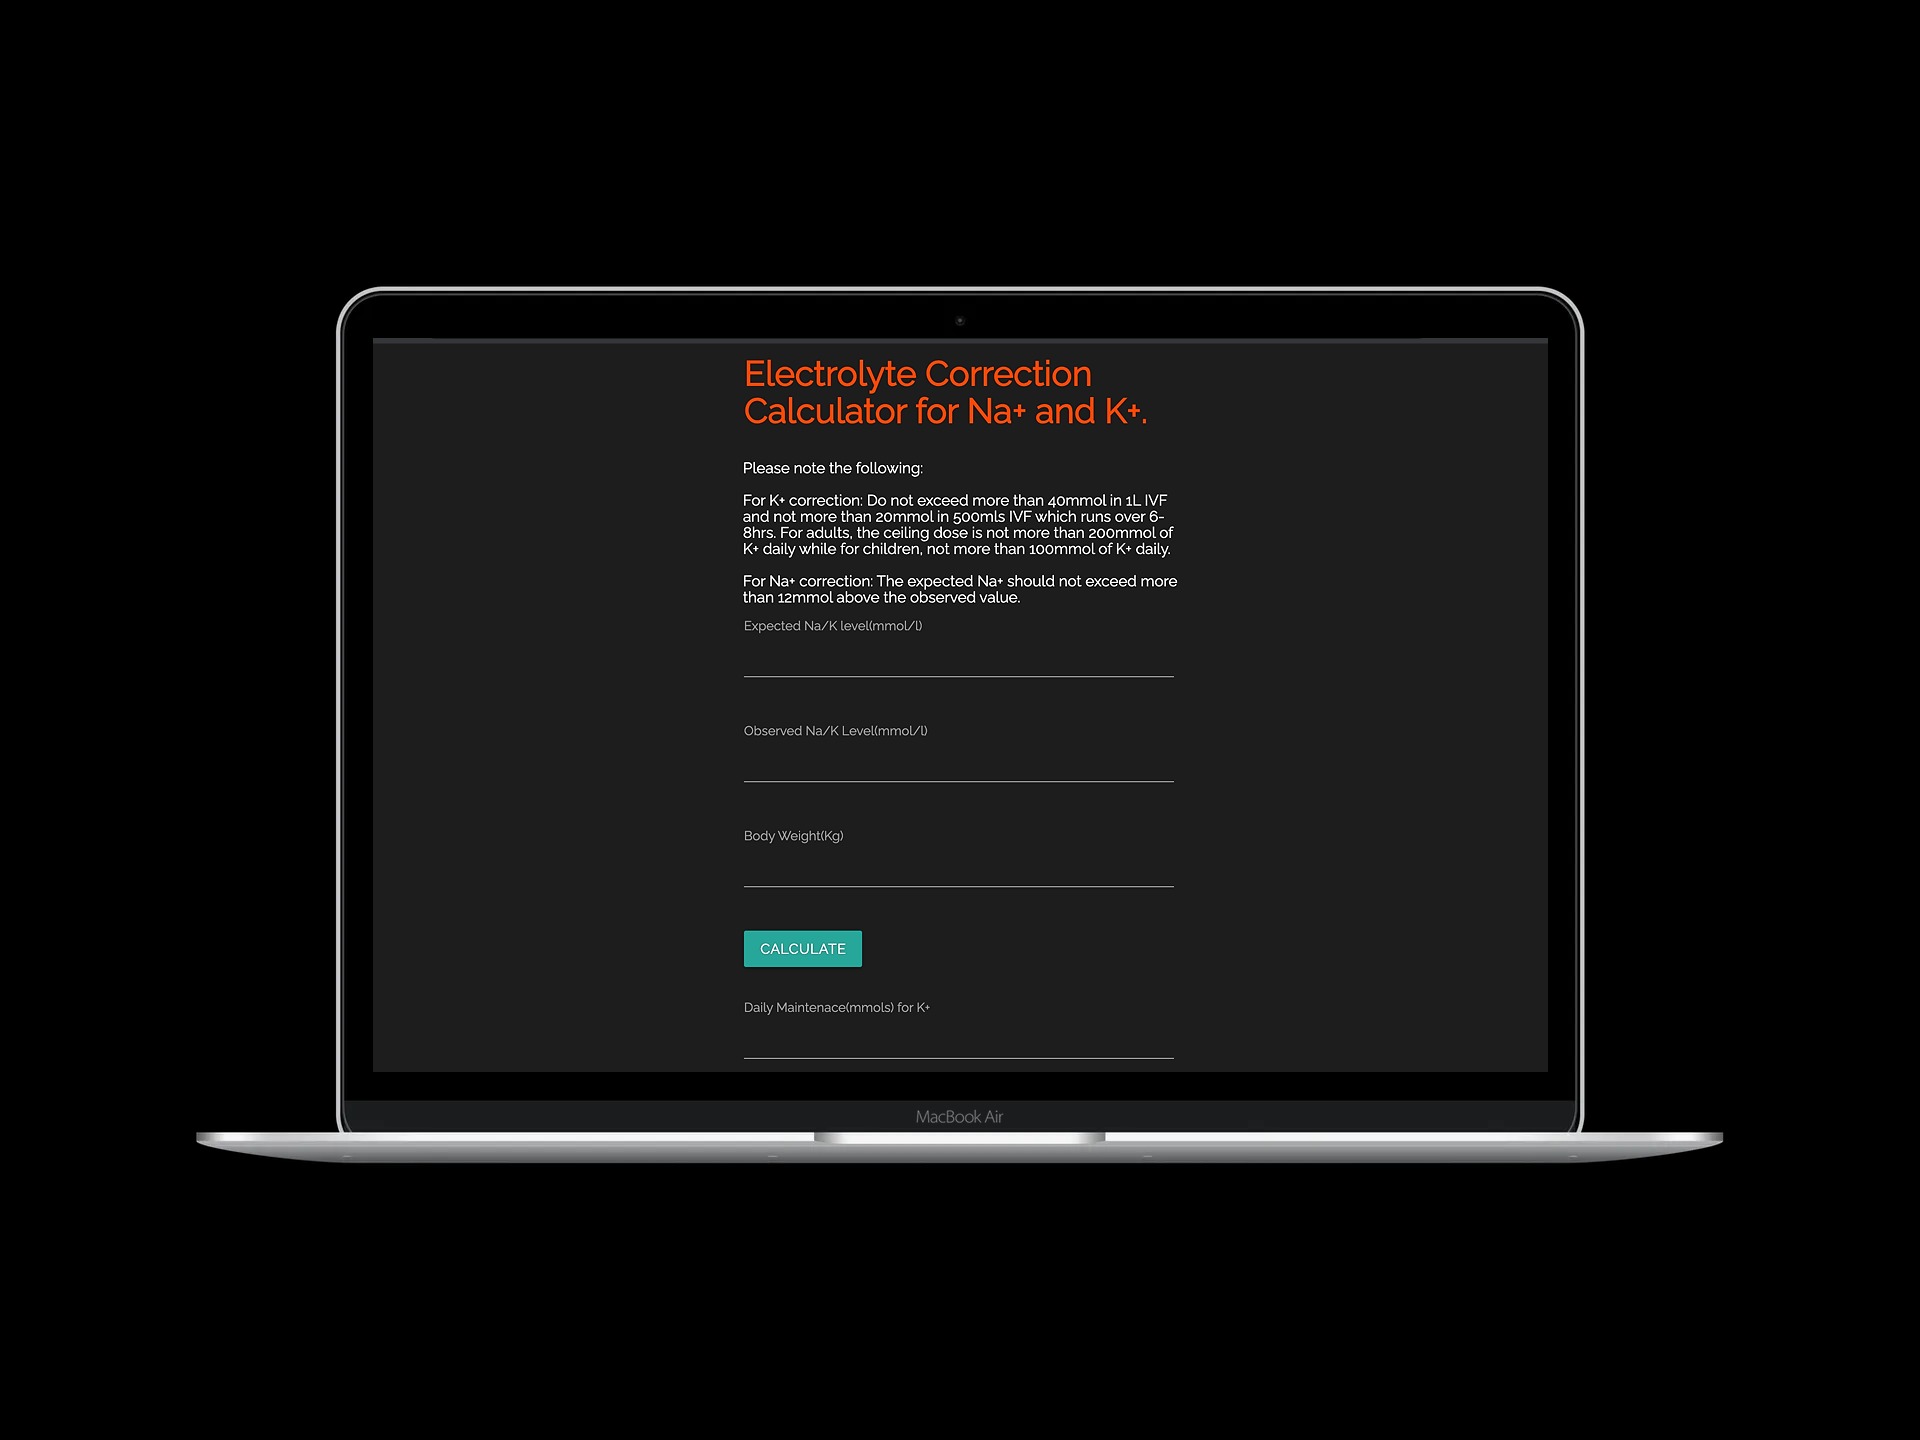 Electrolyte Correction
Calculator for Na+ and K+.
Please note the following:
For K+ correction: Do not exceed more than 40mmol in 1L IVF
and not more than 20mmol in 500mls IVF which runs over 6-
8hrs. For adults, the ceiling dose is not more than 200mmol of
K+ daily while for children, not more than 100mmol of K+ daily.
For Na+ correction: The expected Na+ should not exceed more
than 12mmol above the observed value.
Expected Na/K level(mmol/l)
Observed Na/K Level(mmol/l)
Body Weight(Kg)
CALCULATE
Daily Maintenace(mmols) for K+
MacBook Air